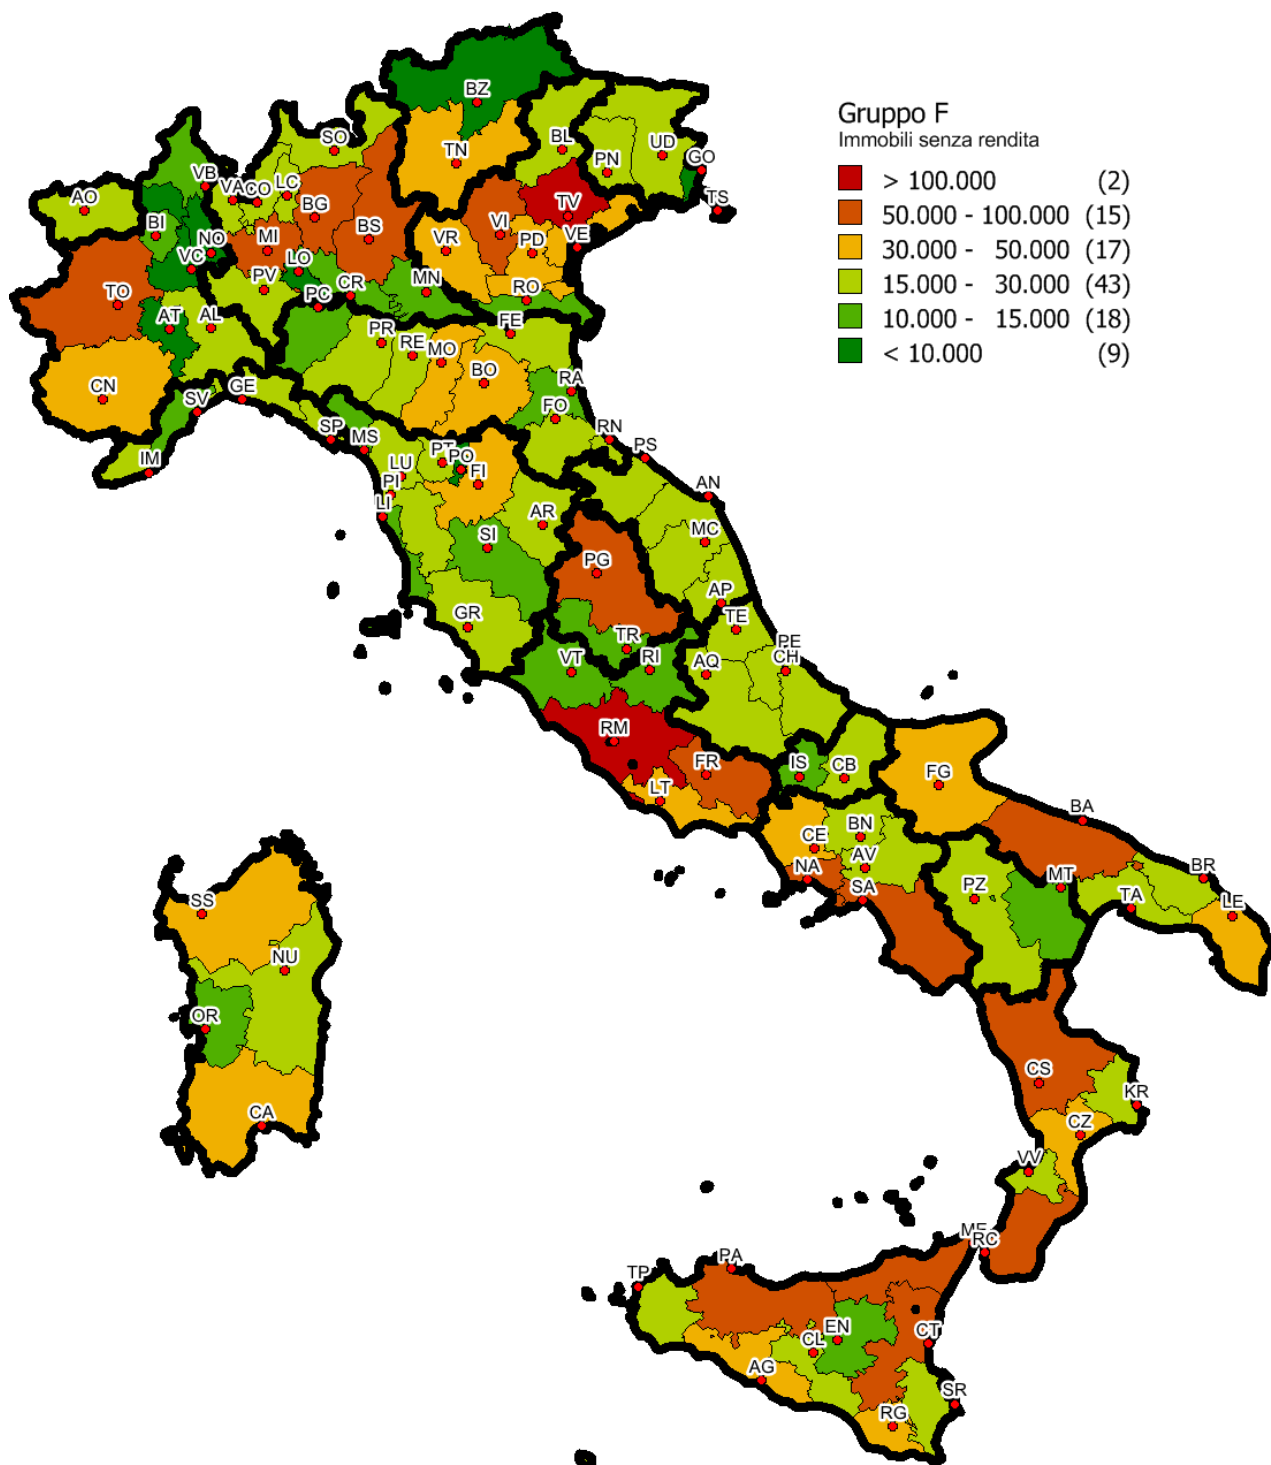 Gruppo F
Immobili senza rendita
> 100.000 (2)
50.000 - 100.000 (15)
30.000 - 50.000 (17)
15.000 - 30.000 (43)
10.000 - 15.000 (18)
< 10.000 (9)
BZ
SO
BL
TN
UD
PN
GO
VB
VA
CO
LC
AO
TS
BG
TV
BI
BS
VI
MI
VR
PD
VE
NO
VC
LO
PV
CR
MN
RO
TO
PC
AT
AL
FE
PR
RE
MO
BO
CN
RA
GE
SV
FO
RN
SP
MS
PS
IM
PT
PO
LU
FI
PI
LI
AN
AR
MC
SI
PG
AP
GR
TE
TR
PE
VT
RI
AQ
CH
RM
FR
IS
CB
FG
LT
BA
CE
BN
NA
AV
SA
PZ
MT
BR
TA
LE
SS
NU
OR
CS
KR
CA
CZ
VV
ME
RC
PA
TP
EN
CL
CT
AG
SR
RG